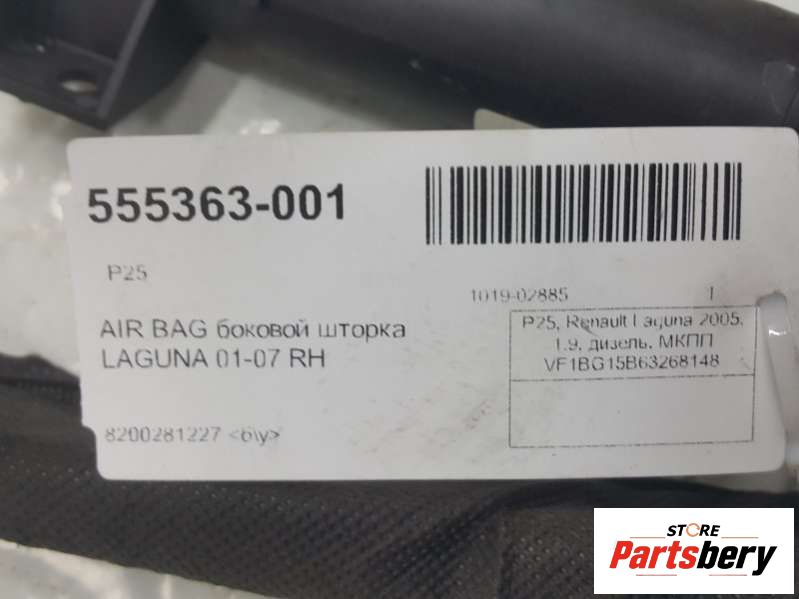 555363-001
P25
AIR BAG боковой шторка
LAGUNA 01-07 RH
8200281227 <б\у>
1019-02885 1
P25, Renault Laguna 2005,
1.9, дизель, МКПП
VF1BG15B63268148
STORE
Partsbery